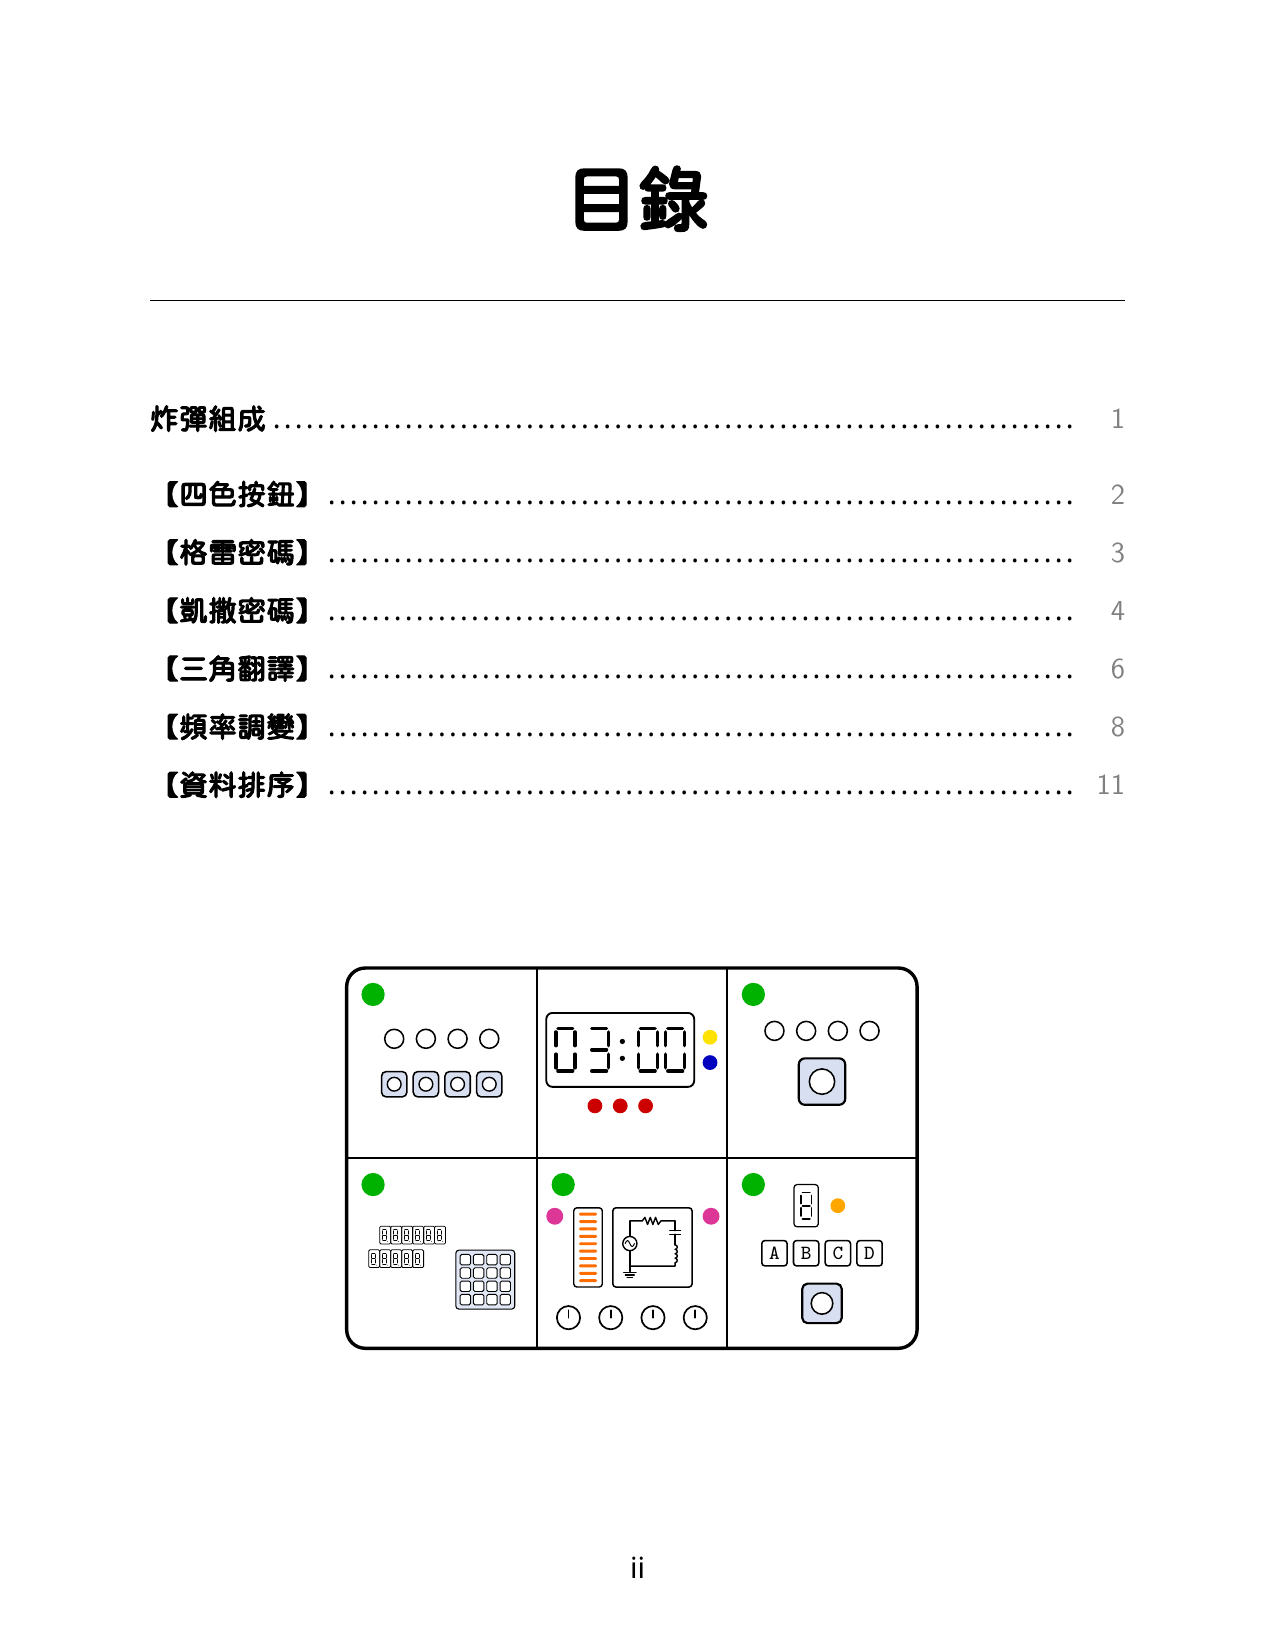 目錄
炸彈組成 1
【四色按鈕】 2
【格雷密碼】 3
【凱撒密碼】 4
【三角翻譯】 6
【頻率調變】 8
【資料排序】 11
03:00
A B C D
ii